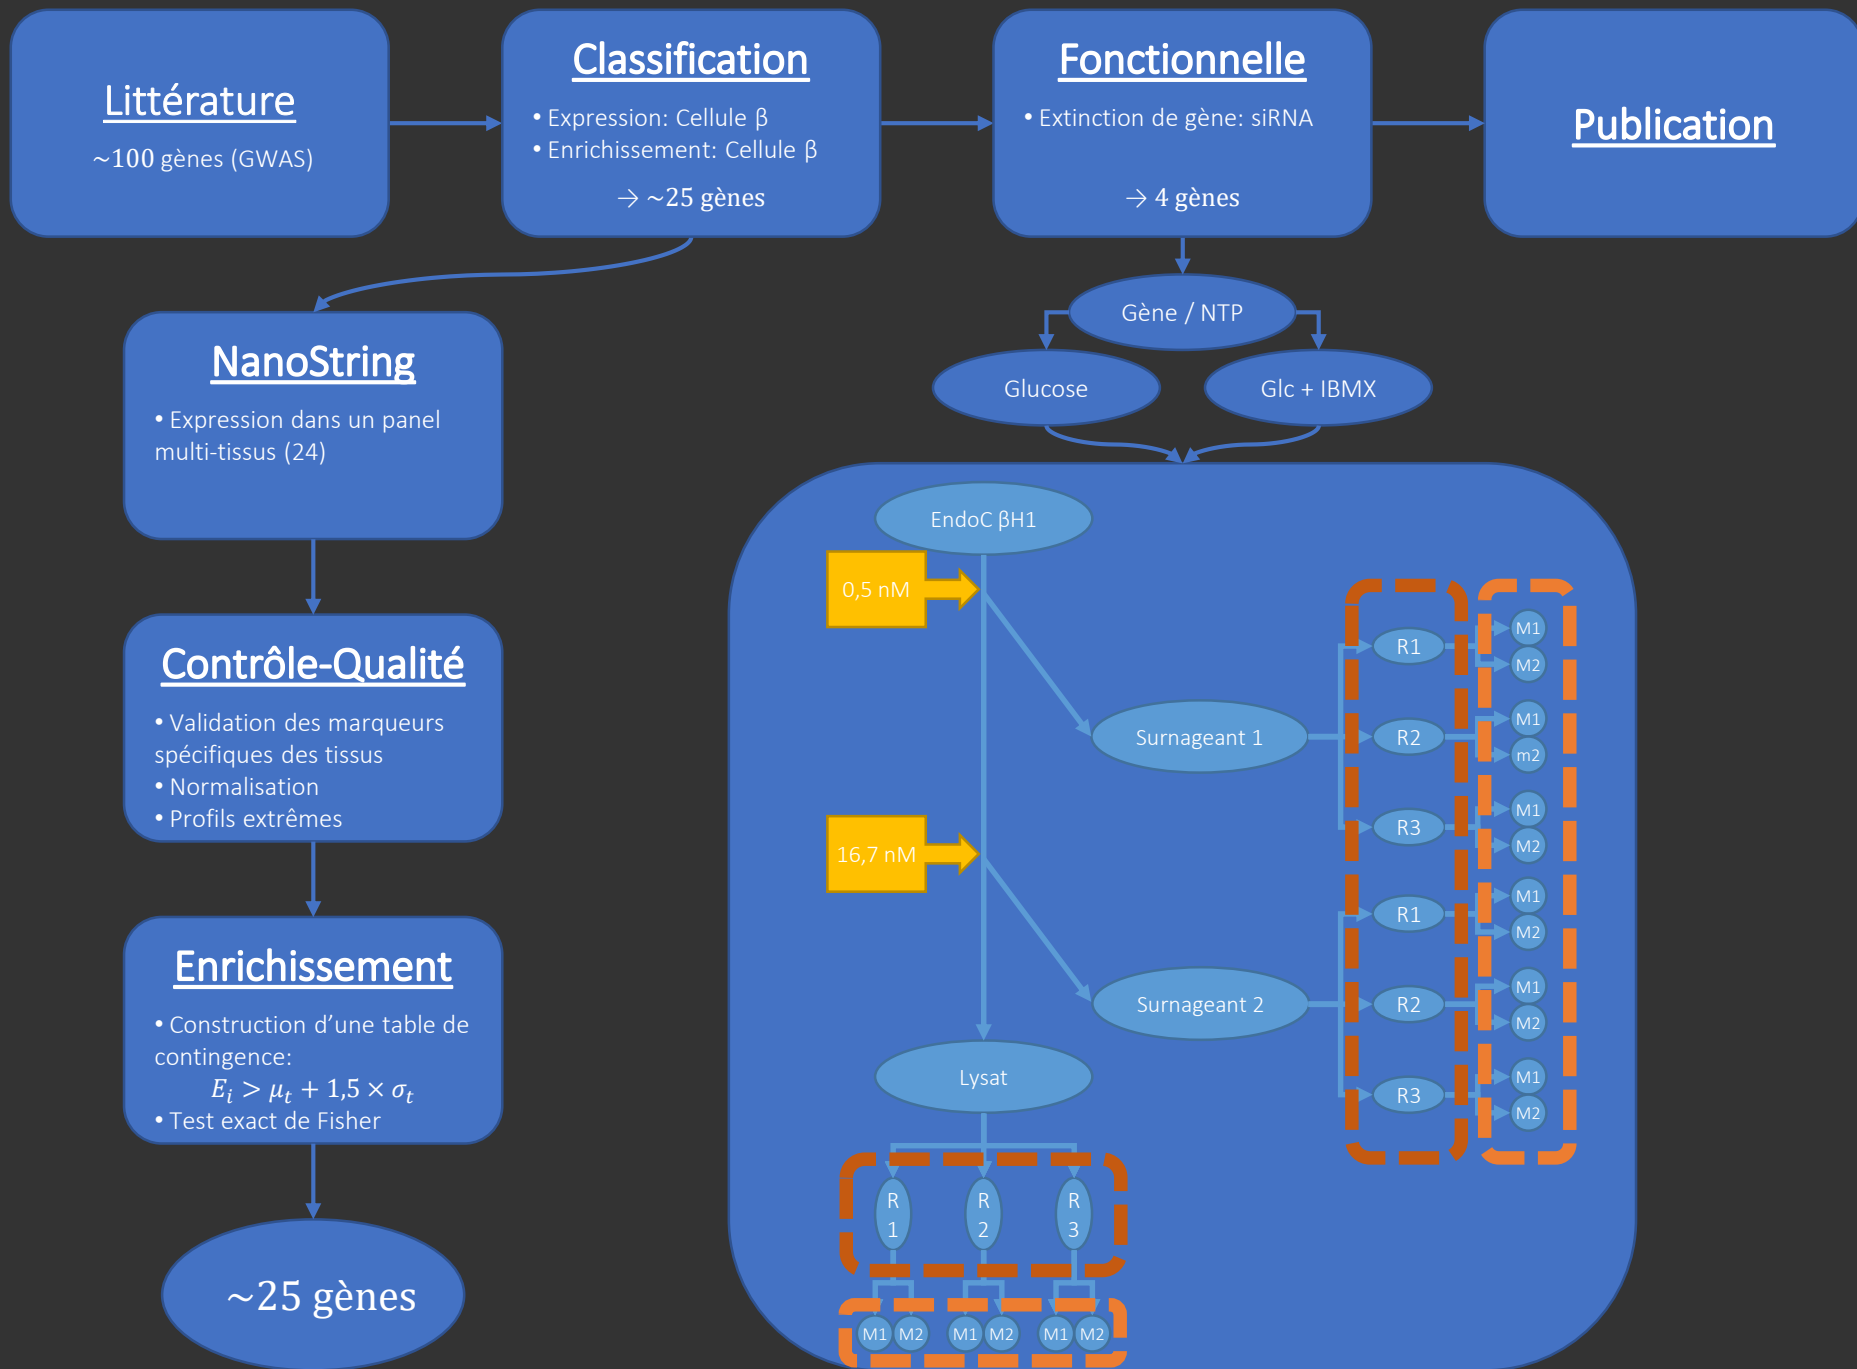 Littérature
~100 gènes (GWAS)
Classification
• Expression: Cellule β
• Enrichissement: Cellule β
→ ~25 gènes
Fonctionnelle
• Extinction de gène: siRNA
→ 4 gènes
Publication
NanoString
• Expression dans un panel
multi-tissus (24)
Contrôle-Qualité
• Validation des marqueurs
spécifiques des tissus
• Normalisation
• Profils extrêmes
Enrichissement
• Construction d’une table de
contingence:
E_i > μ_t + 1,5 × σ_t
• Test exact de Fisher
~25 gènes
Gène / NTP
Glucose
Glc + IBMX
EndoC βH1
0,5 nM
16,7 nM
Surnageant 1
R1
M1
M2
R2
M1
m2
R3
M1
M2
Surnageant 2
R1
M1
M2
R2
M1
M2
R3
M1
M2
Lysat
R
1
R
2
R
3
M1
M2
M1
M2
M1
M2